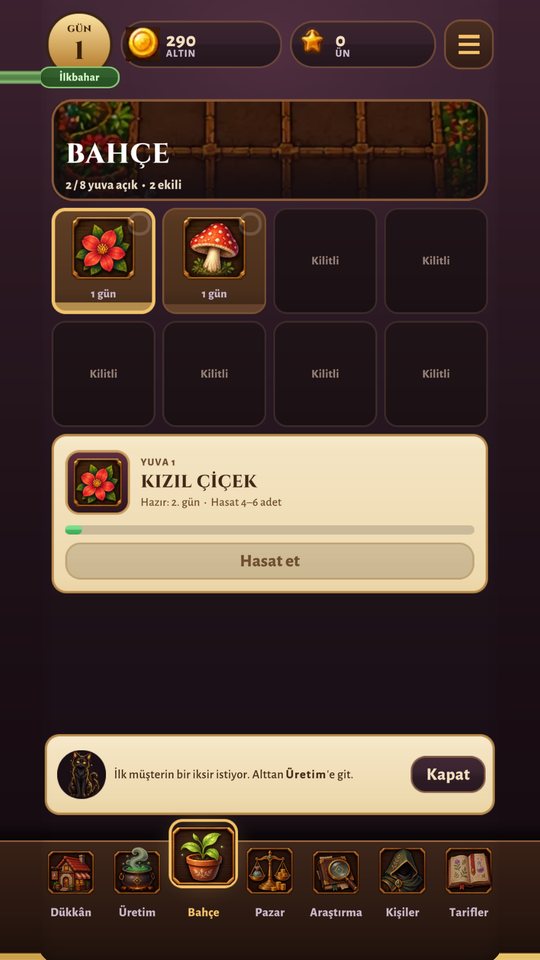 GÜN
1
İlkbahar
290
ALTIN
0
ÜN
BAHÇE
2 / 8 yuva açık • 2 ekili
1 gün
1 gün
Kilitli
Kilitli
Kilitli
Kilitli
Kilitli
Kilitli
YUVA 1
KIZIL ÇİÇEK
Hazır: 2. gün · Hasat 4–6 adet
Hasat et
İlk müşterin bir iksir istiyor. Alttan Üretim'e git.
Kapat
Dükkân
Üretim
Bahçe
Pazar
Araştırma
Kişiler
Tarifler